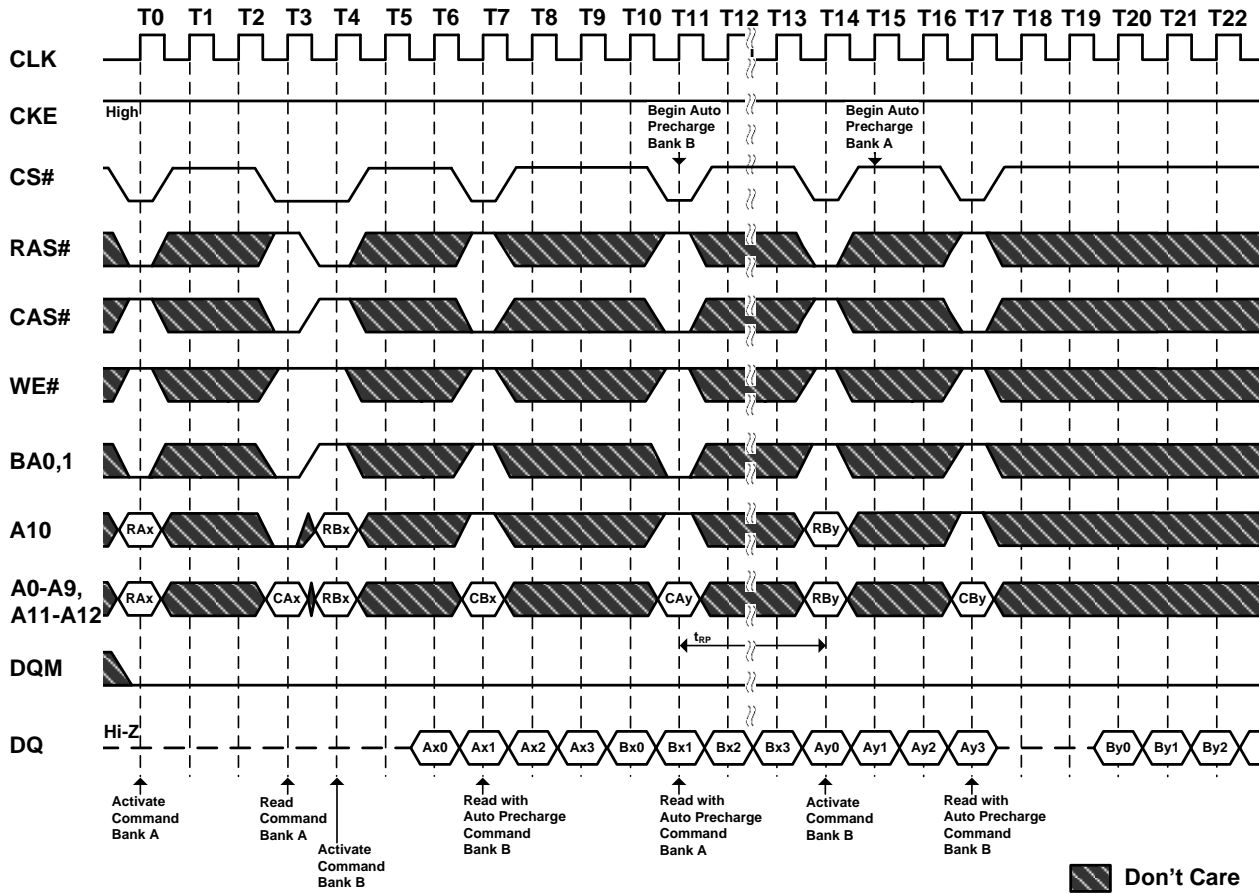 T0 T1 T2 T3 T4 T5 T6 T7 T8 T9 T10 T11 T12 T13 T14 T15 T16 T17 T18 T19 T20 T21 T22
CLK
CKE
High
Begin Auto
Precharge
Bank B
Begin Auto
Precharge
Bank A
CS#
RAS#
CAS#
WE#
BA0,1
A10
RAx RBx RBy
A0-A9,
A11-A12
RAx CAx RBx CBx CAy RBy CBy
tRP
DQM
DQ
Hi-Z
Ax0 Ax1 Ax2 Ax3 Bx0 Bx1 Bx2 Bx3 Ay0 Ay1 Ay2 Ay3 By0 By1 By2
Activate
Command
Bank A
Read
Command
Bank A
Activate
Command
Bank B
Read with
Auto Precharge
Command
Bank B
Read with
Auto Precharge
Command
Bank A
Activate
Command
Bank B
Read with
Auto Precharge
Command
Bank B
Don't Care